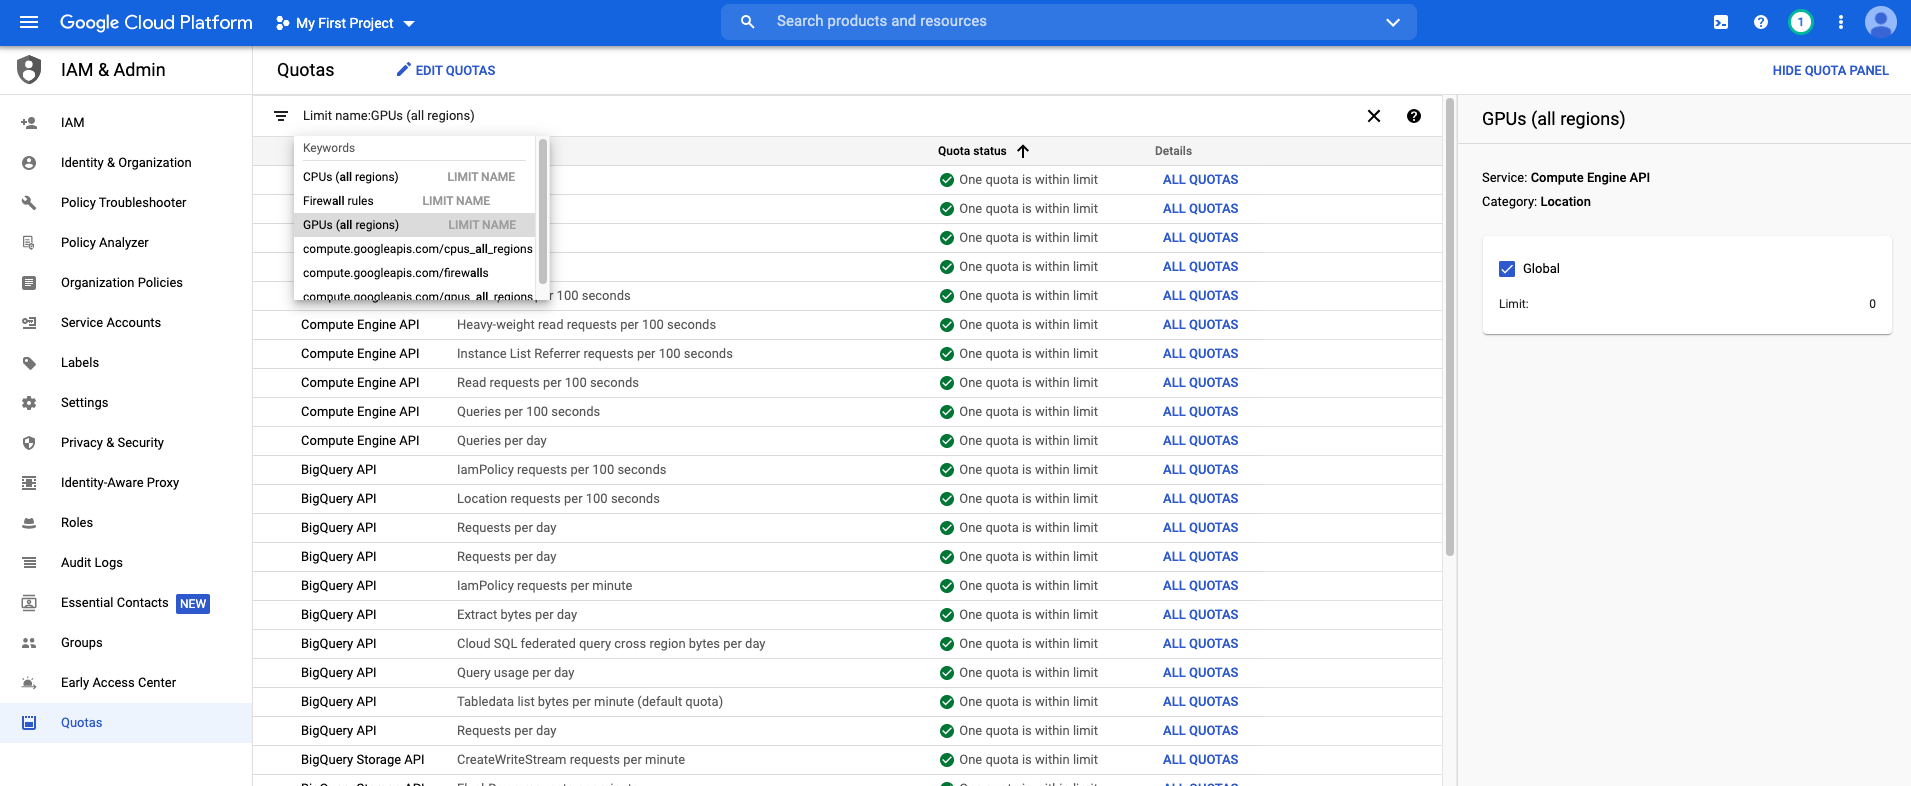 Google Cloud Platform
My First Project
Search products and resources
1
IAM & Admin
Quotas
EDIT QUOTAS
HIDE QUOTA PANEL
IAM
Identity & Organization
Policy Troubleshooter
Policy Analyzer
Organization Policies
Service Accounts
Labels
Settings
Privacy & Security
Identity-Aware Proxy
Roles
Audit Logs
Essential Contacts NEW
Groups
Early Access Center
Quotas
Limit name:GPUs (all regions)
Keywords
CPUs (all regions) LIMIT NAME
Firewall rules LIMIT NAME
GPUs (all regions) LIMIT NAME
compute.googleapis.com/cpus_all_regions
compute.googleapis.com/firewalls
compute.googleapis.com/gpus_all_regions
Quota status Details
One quota is within limit ALL QUOTAS
One quota is within limit ALL QUOTAS
One quota is within limit ALL QUOTAS
One quota is within limit ALL QUOTAS
r 100 seconds One quota is within limit ALL QUOTAS
Compute Engine API Heavy-weight read requests per 100 seconds One quota is within limit ALL QUOTAS
Compute Engine API Instance List Referrer requests per 100 seconds One quota is within limit ALL QUOTAS
Compute Engine API Read requests per 100 seconds One quota is within limit ALL QUOTAS
Compute Engine API Queries per 100 seconds One quota is within limit ALL QUOTAS
Compute Engine API Queries per day One quota is within limit ALL QUOTAS
BigQuery API IamPolicy requests per 100 seconds One quota is within limit ALL QUOTAS
BigQuery API Location requests per 100 seconds One quota is within limit ALL QUOTAS
BigQuery API Requests per day One quota is within limit ALL QUOTAS
BigQuery API Requests per day One quota is within limit ALL QUOTAS
BigQuery API IamPolicy requests per minute One quota is within limit ALL QUOTAS
BigQuery API Extract bytes per day One quota is within limit ALL QUOTAS
BigQuery API Cloud SQL federated query cross region bytes per day One quota is within limit ALL QUOTAS
BigQuery API Query usage per day One quota is within limit ALL QUOTAS
BigQuery API Tabledata list bytes per minute (default quota) One quota is within limit ALL QUOTAS
BigQuery API Requests per day One quota is within limit ALL QUOTAS
BigQuery Storage API CreateWriteStream requests per minute One quota is within limit ALL QUOTAS
GPUs (all regions)
Service: Compute Engine API
Category: Location
Global
Limit: 0